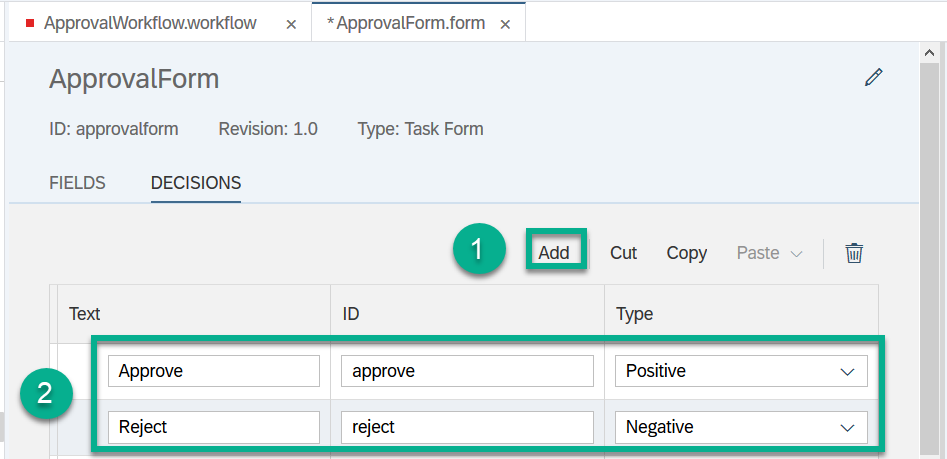 ApprovalWorkflow.workflow × *ApprovalForm.form ×
ApprovalForm
ID: approvalform Revision: 1.0 Type: Task Form
FIELDS DECISIONS
1 Add Cut Copy Paste
Text ID Type
Approve approve Positive
2
Reject reject Negative